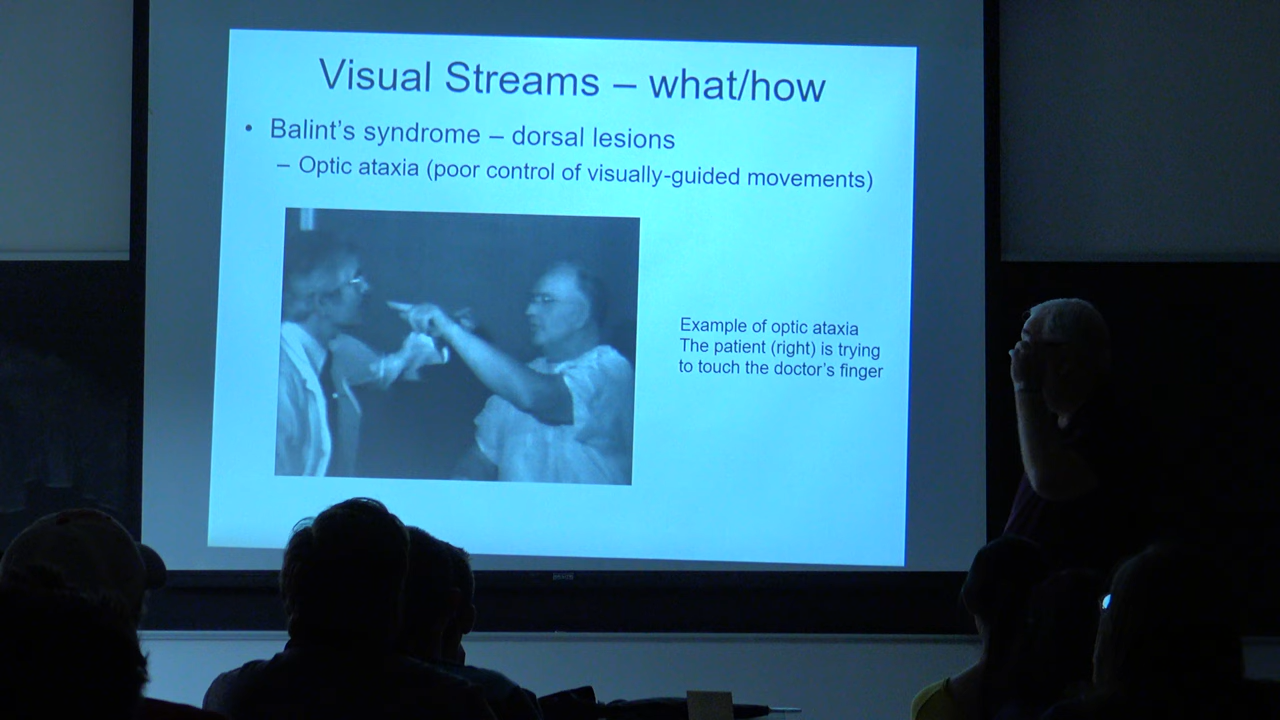 Visual Streams – what/how
• Balint's syndrome – dorsal lesions
– Optic ataxia (poor control of visually-guided movements)
Example of optic ataxia
The patient (right) is trying
to touch the doctor's finger